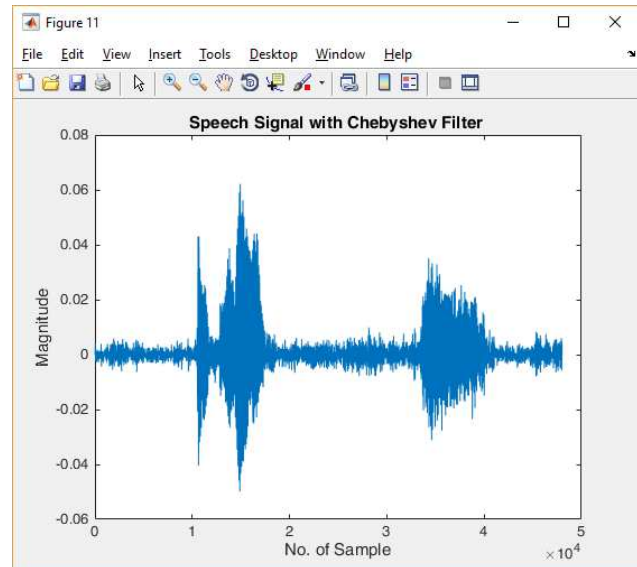 Figure 11
File Edit View Insert Tools Desktop Window Help
Speech Signal with Chebyshev Filter
0.08
0.06
0.04
0.02
0
-0.02
-0.04
-0.06
Magnitude
0 1 2 3 4 5
No. of Sample
× 10^4